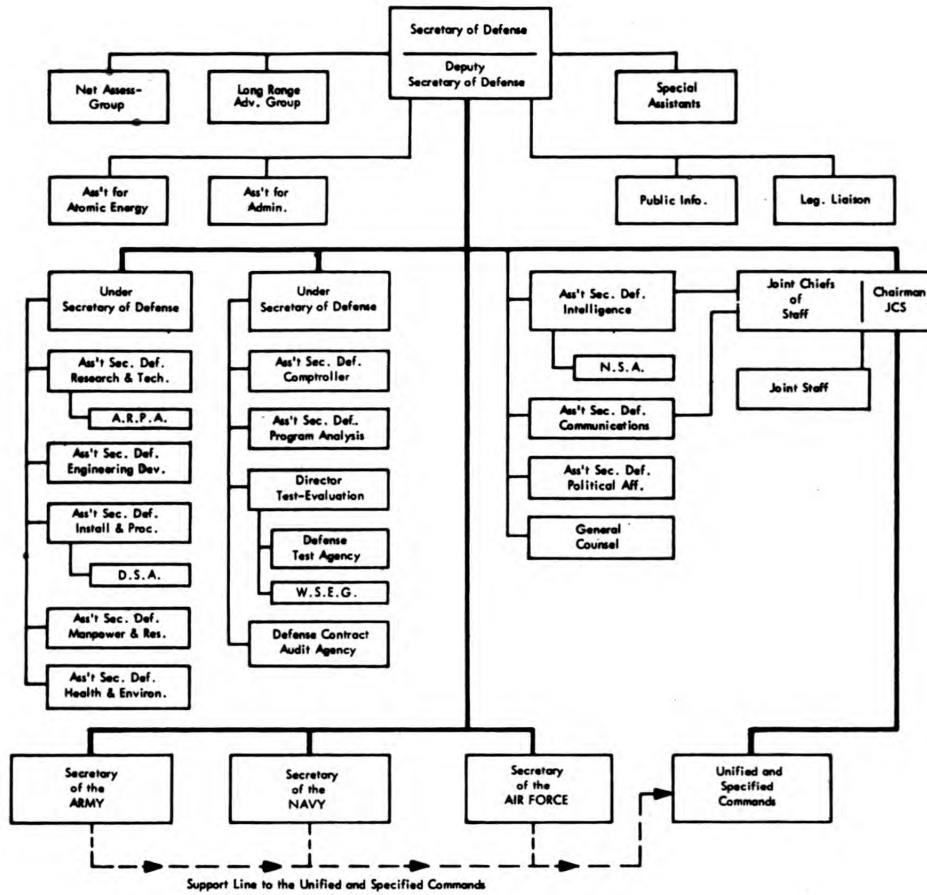 Secretary of Defense
Deputy
Secretary of Defense
Net Assess-
Group
Long Range
Adv. Group
Special
Assistants
Ass't for
Atomic Energy
Ass't for
Admin.
Public Info.
Leg. Liaison
Under
Secretary of Defense
Ass't Sec. Def.
Research & Tech.
A.R.P.A.
Ass't Sec. Def.
Engineering Dev.
Ass't Sec. Def.
Install & Proc.
D.S.A.
Ass't Sec. Def.
Manpower & Res.
Ass't Sec. Def.
Health & Environ.
Under
Secretary of Defense
Ass't Sec. Def.
Comptroller
Ass't Sec. Def..
Program Analysis
Director
Test-Evaluation
Defense
Test Agency
W.S.E.G.
Defense Contract
Audit Agency
Ass't Sec. Def.
Intelligence
N.S.A.
Ass't Sec. Def.
Communications
Ass't Sec. Def.
Political Aff.
General
Counsel
Joint Chiefs
of
Staff
Chairman
JCS
Joint Staff
Secretary
of the
ARMY
Secretary
of the
NAVY
Secretary
of the
AIR FORCE
Unified and
Specified
Commands
Support Line to the Unified and Specified Commands